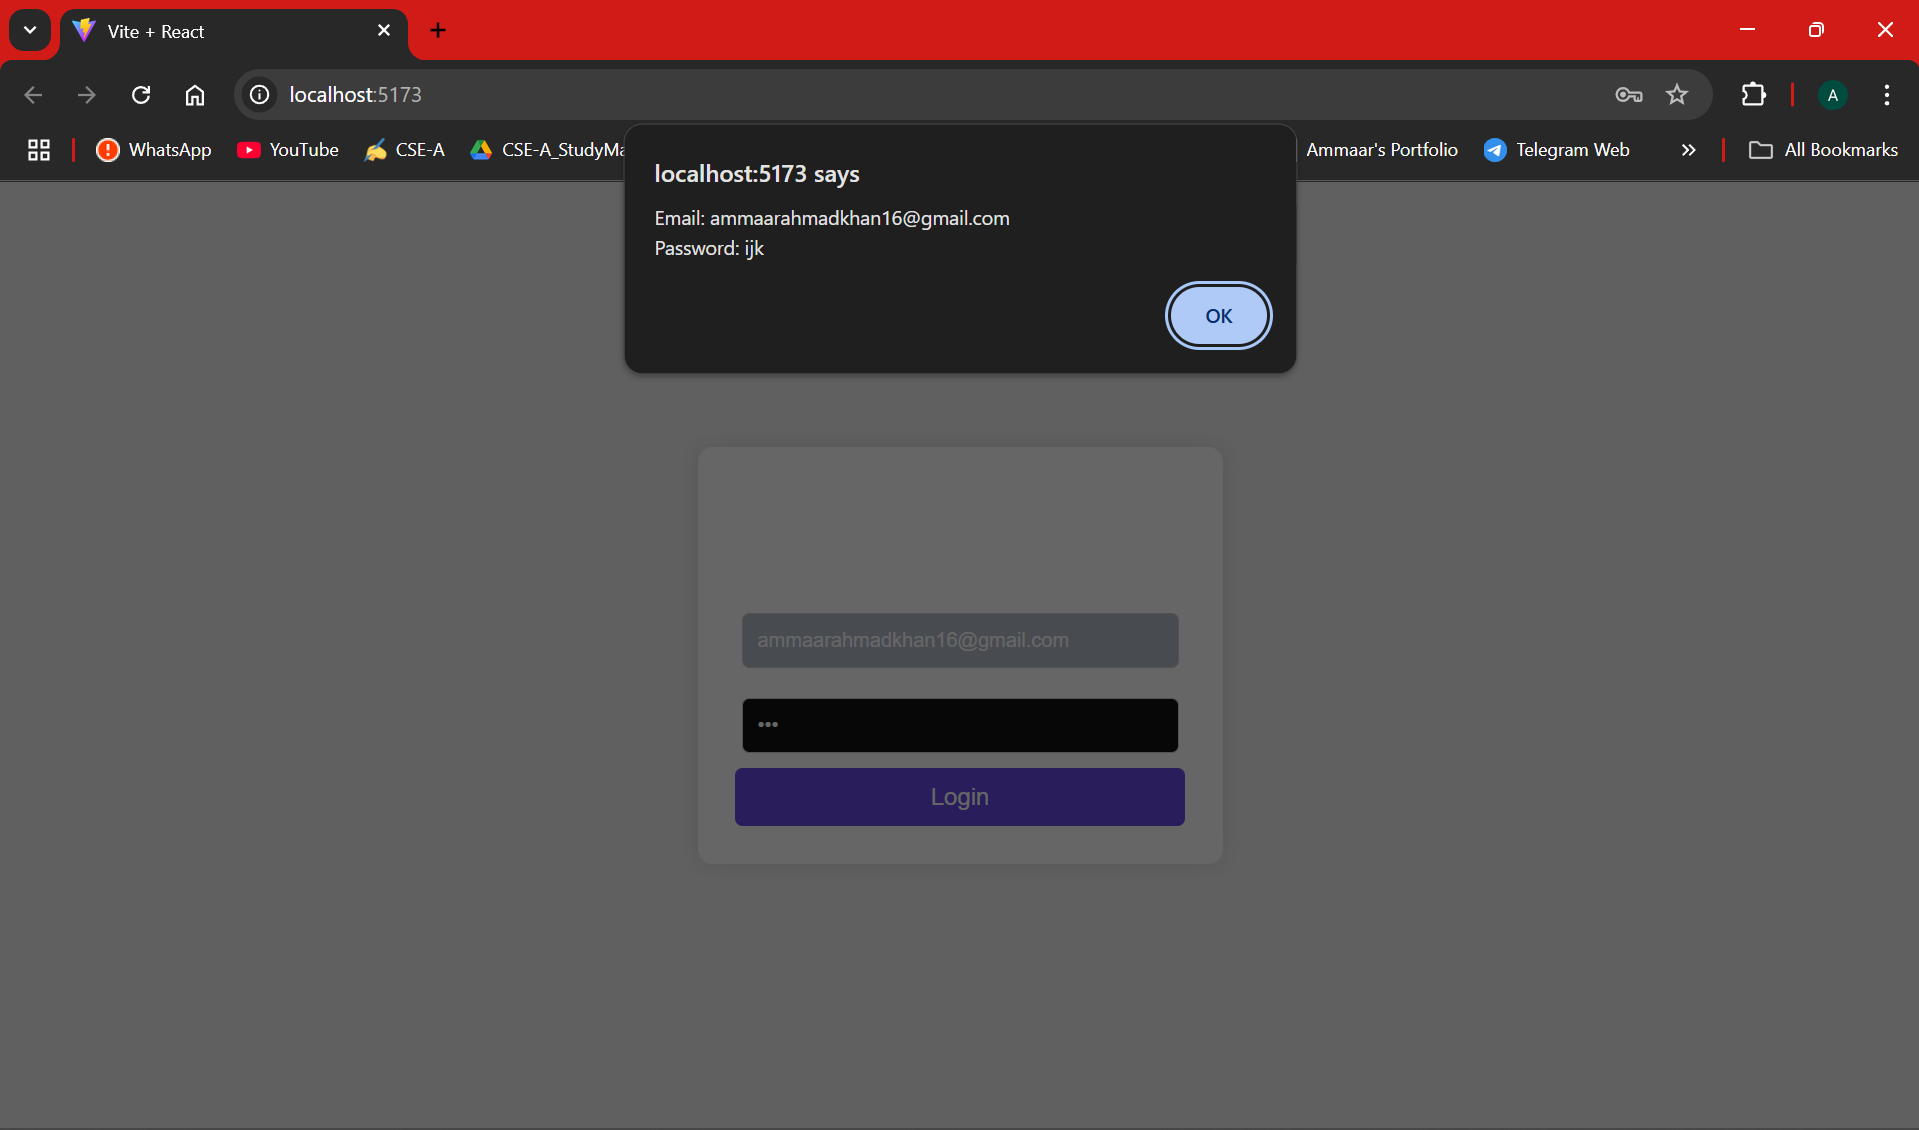 Vite + React
localhost:5173
A
WhatsApp
YouTube
CSE-A
CSE-A_StudyMa
Ammaar's Portfolio
Telegram Web
All Bookmarks
localhost:5173 says
Email: ammaarahmadkhan16@gmail.com
Password: ijk
OK
ammaarahmadkhan16@gmail.com
•••
Login